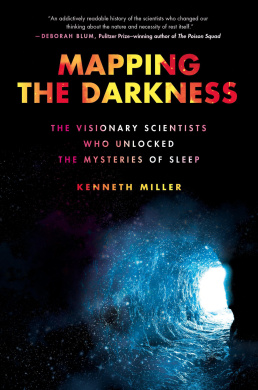 "An addictively readable history of the scientists who changed our
thinking about the nature and necessity of rest itself."
—DEBORAH BLUM, Pulitzer Prize–winning author of The Poison Squad
MAPPING
THE DARKNESS
THE VISIONARY SCIENTISTS
WHO UNLOCKED
THE MYSTERIES OF SLEEP
KENNETH MILLER